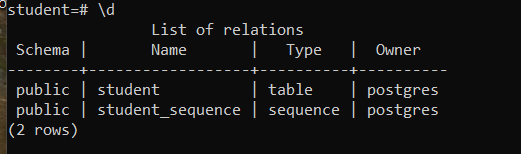 student=# \d
List of relations
Schema | Name | Type | Owner
--------+------------------+----------+----------
public | student | table | postgres
public | student_sequence | sequence | postgres
(2 rows)